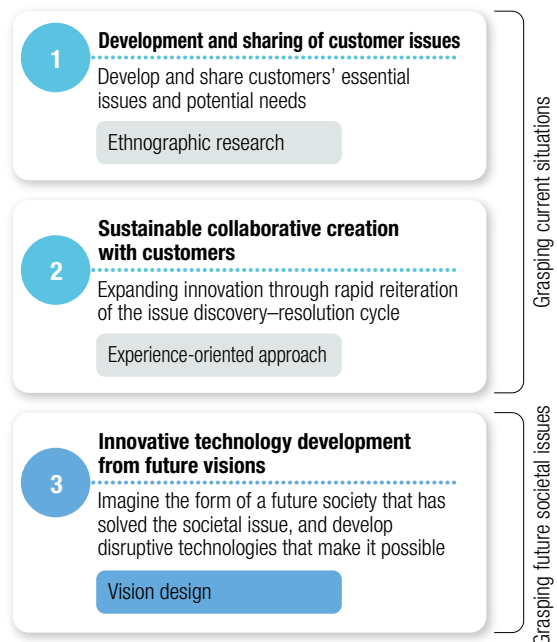 1
Development and sharing of customer issues
Develop and share customers’ essential
issues and potential needs
Ethnographic research
2
Sustainable collaborative creation
with customers
Expanding innovation through rapid reiteration
of the issue discovery–resolution cycle
Experience-oriented approach
Grasping current situations
3
Innovative technology development
from future visions
Imagine the form of a future society that has
solved the societal issue, and develop
disruptive technologies that make it possible
Vision design
Grasping future societal issues